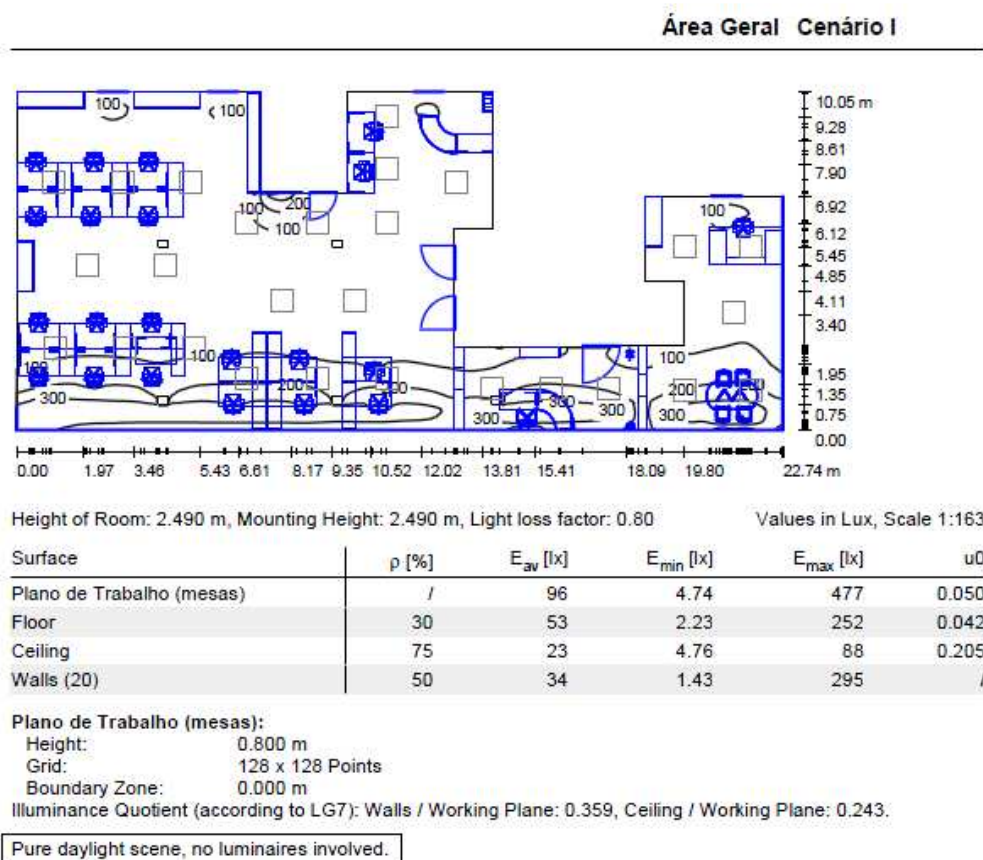 Área Geral Cenário I
100 100
10.05 m
9.28
8.61
7.90
6.92
6.12
5.45
4.85
4.11
3.40
1.95
1.35
0.75
0.00
100 200
100
100
100
100
200
300
300
300
300
100
200
300
0.00 1.97 3.46 5.43 6.61 8.17 9.35 10.52 12.02 13.81 15.41 18.09 19.80 22.74 m
Height of Room: 2.490 m, Mounting Height: 2.490 m, Light loss factor: 0.80 Values in Lux, Scale 1:163
Surface ρ [%] Eav [lx] Emin [lx] Emax [lx] u0
Plano de Trabalho (mesas) / 96 4.74 477 0.050
Floor 30 53 2.23 252 0.042
Ceiling 75 23 4.76 88 0.205
Walls (20) 50 34 1.43 295 /
Plano de Trabalho (mesas):
Height: 0.800 m
Grid: 128 x 128 Points
Boundary Zone: 0.000 m
Illuminance Quotient (according to LG7): Walls / Working Plane: 0.359, Ceiling / Working Plane: 0.243.
Pure daylight scene, no luminaires involved.